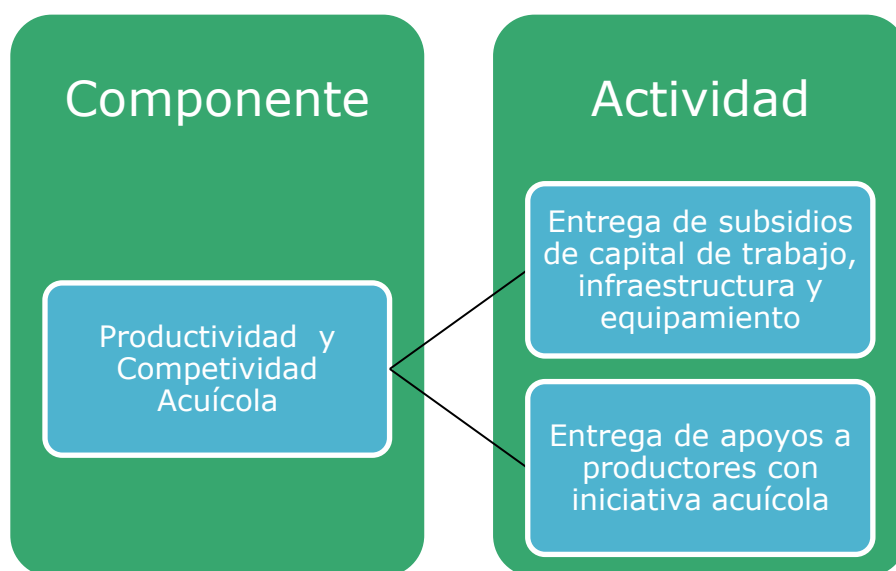 Componente
Productividad y
Competividad
Acuícola
Actividad
Entrega de subsidios
de capital de trabajo,
infraestructura y
equipamiento
Entrega de apoyos a
productores con
iniciativa acuícola